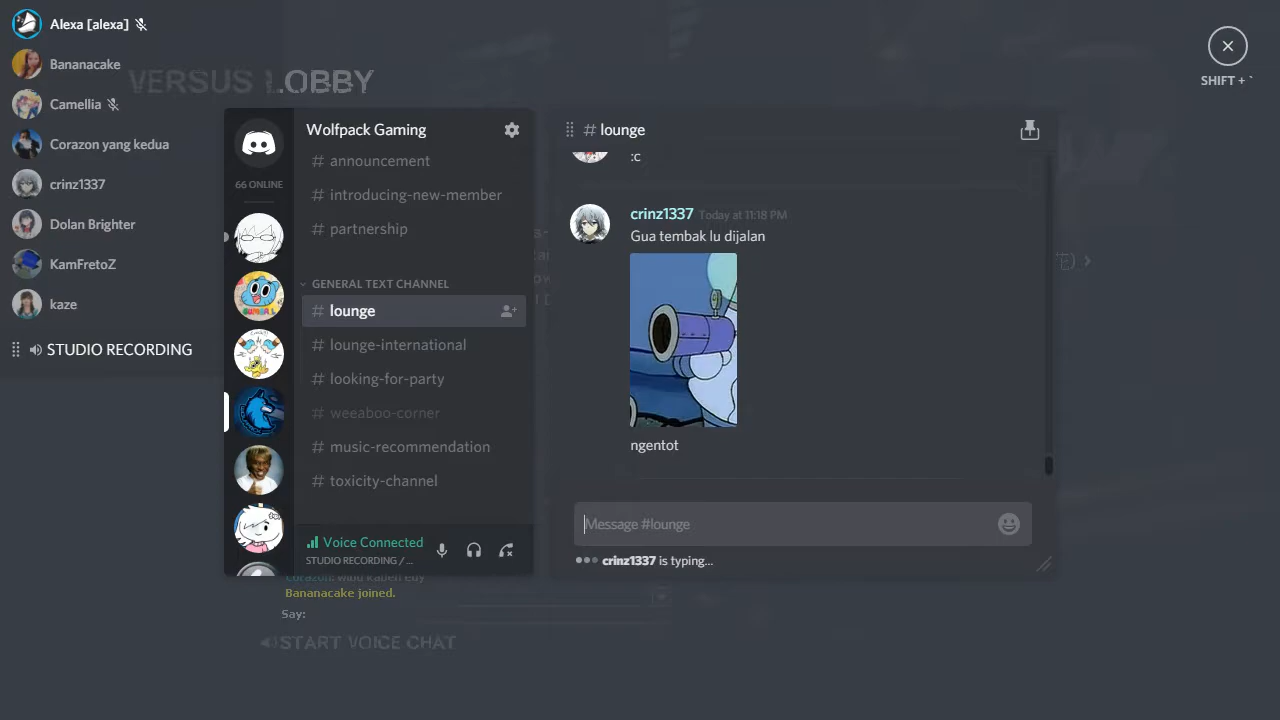 Alexa [alexa]
Bananacake
Camellia
Corazon yang kedua
crinz1337
Dolan Brighter
KamFretoZ
kaze
STUDIO RECORDING
VERSUS LOBBY
SHIFT + `
66 ONLINE
Wolfpack Gaming
# announcement
# introducing-new-member
# partnership
GENERAL TEXT CHANNEL
# lounge
# lounge-international
# looking-for-party
# weeaboo-corner
# music-recommendation
# toxicity-channel
Voice Connected
STUDIO RECORDING / ...
# lounge
:c
crinz1337 Today at 11:18 PM
Gua tembak lu dijalan
ngentot
Message #lounge
crinz1337 is typing...
Bananacake joined.
Say:
START VOICE CHAT